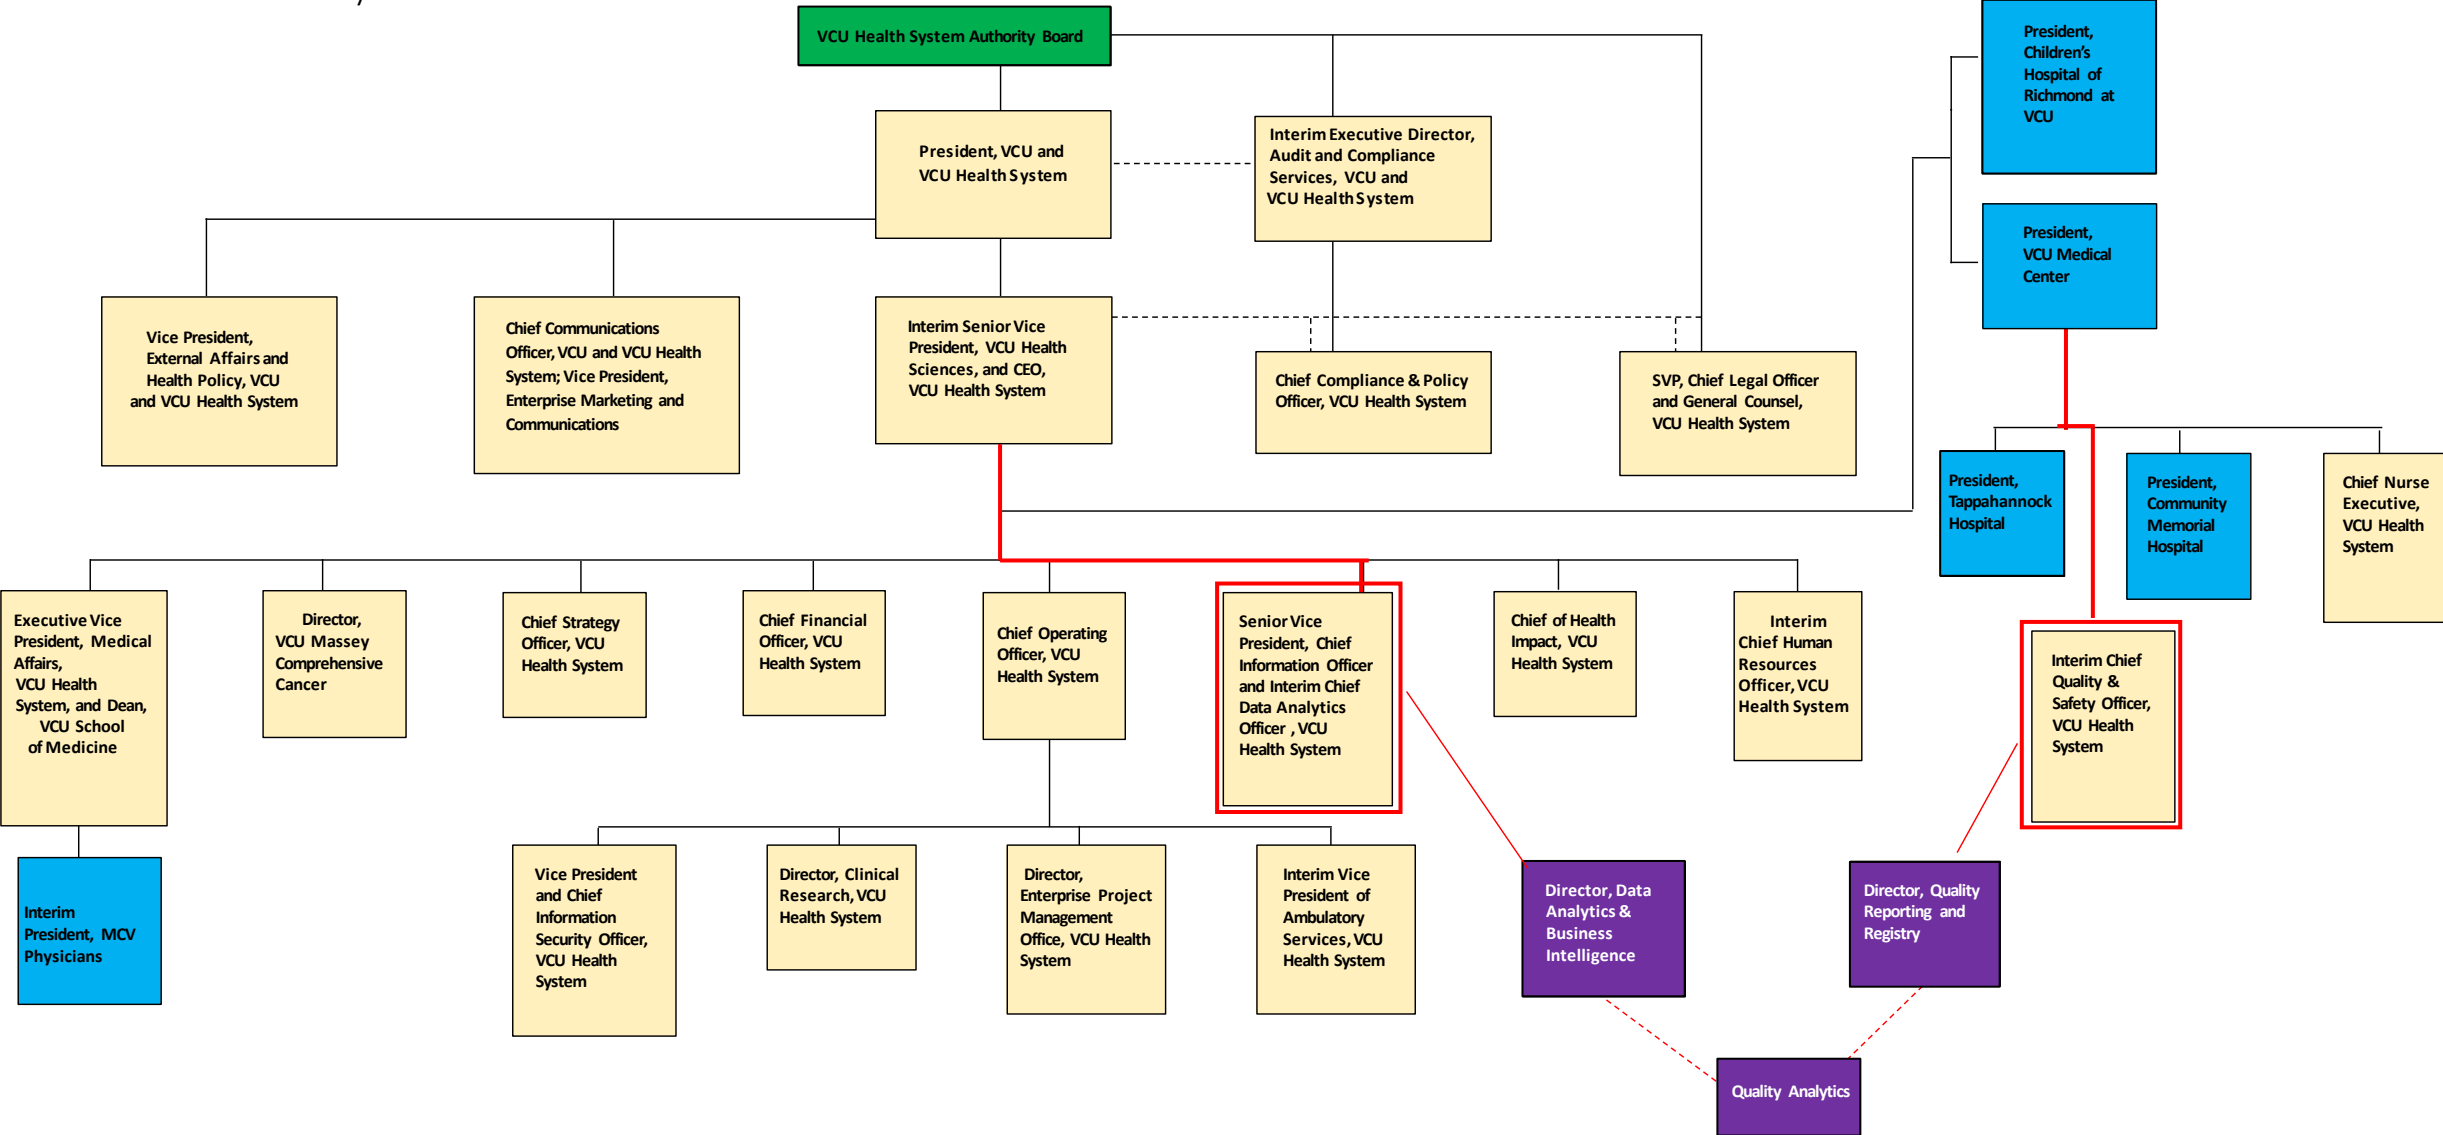 VCU Health System Authority Board
President,
Children's
Hospital of
Richmond at
VCU
President, VCU and
VCU Health System
Interim Executive Director,
Audit and Compliance
Services, VCU and
VCU Health System
President,
VCU Medical
Center
Vice President,
External Affairs and
Health Policy, VCU
and VCU Health System
Chief Communications
Officer, VCU and VCU Health
System; Vice President,
Enterprise Marketing and
Communications
Interim Senior Vice
President, VCU Health
Sciences, and CEO,
VCU Health System
Chief Compliance & Policy
Officer, VCU Health System
SVP, Chief Legal Officer
and General Counsel,
VCU Health System
President,
Tappahannock
Hospital
President,
Community
Memorial
Hospital
Chief Nurse
Executive,
VCU Health
System
Executive Vice
President, Medical
Affairs,
VCU Health
System, and Dean,
VCU School
of Medicine
Director,
VCU Massey
Comprehensive
Cancer
Chief Strategy
Officer, VCU
Health System
Chief Financial
Officer, VCU
Health System
Chief Operating
Officer, VCU
Health System
Senior Vice
President, Chief
Information Officer
and Interim Chief
Data Analytics
Officer , VCU
Health System
Chief of Health
Impact, VCU
Health System
Interim
Chief Human
Resources
Officer, VCU
Health System
Interim Chief
Quality &
Safety Officer,
VCU Health
System
Interim
President, MCV
Physicians
Vice President
and Chief
Information
Security Officer,
VCU Health
System
Director, Clinical
Research, VCU
Health System
Director,
Enterprise Project
Management
Office, VCU Health
System
Interim Vice
President of
Ambulatory
Services, VCU
Health System
Director, Data
Analytics &
Business
Intelligence
Director, Quality
Reporting and
Registry
Quality Analytics